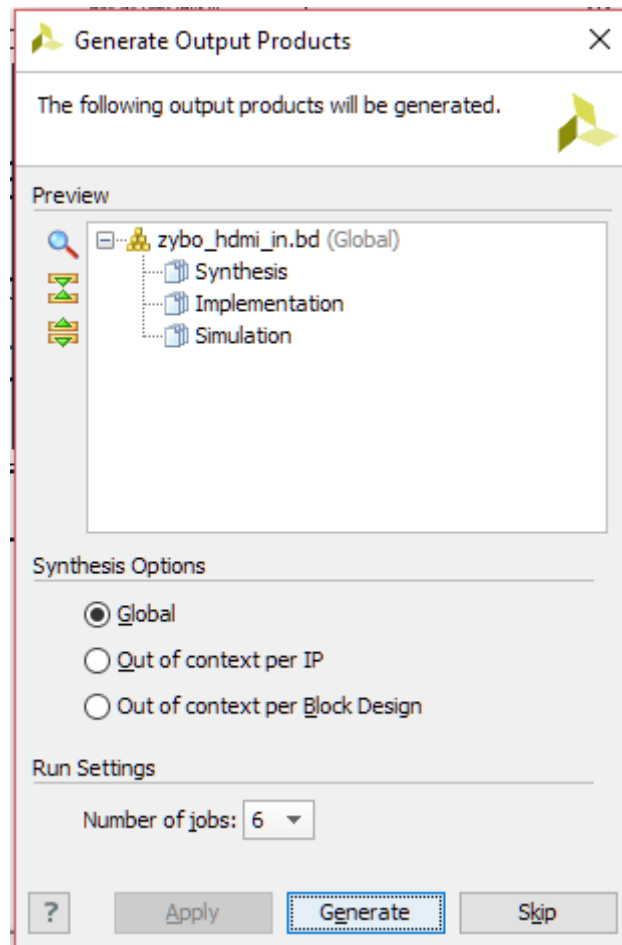 Generate Output Products
The following output products will be generated.
Preview
zybo_hdmi_in.bd (Global)
Synthesis
Implementation
Simulation
Synthesis Options
Global
Out of context per IP
Out of context per Block Design
Run Settings
Number of jobs: 6
? Apply Generate Skip